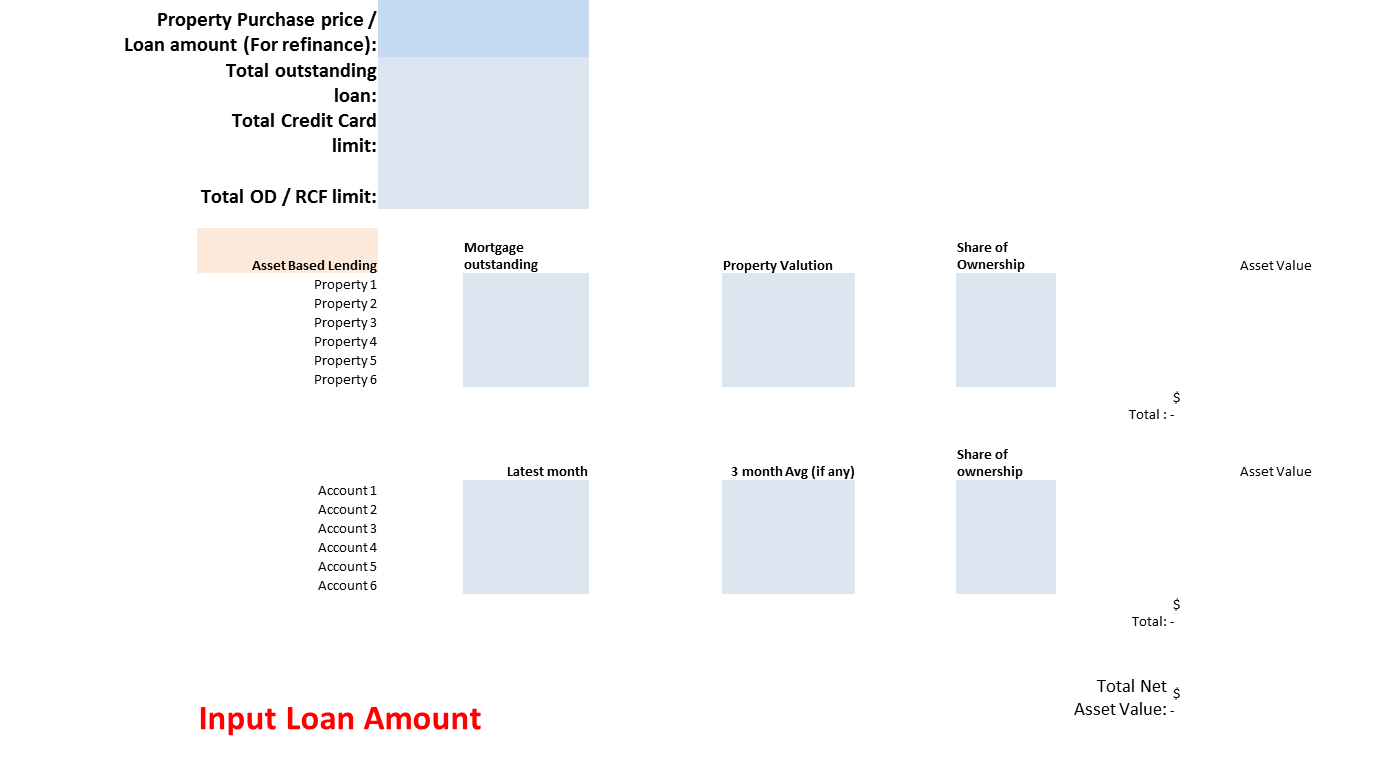 Property Purchase price /
Loan amount (For refinance):
Total outstanding
loan:
Total Credit Card
limit:
Total OD / RCF limit:
Asset Based Lending
Mortgage
outstanding
Property Valution
Share of
Ownership
Asset Value
Property 1
Property 2
Property 3
Property 4
Property 5
Property 6
$
Total : -
Latest month
3 month Avg (if any)
Share of
ownership
Asset Value
Account 1
Account 2
Account 3
Account 4
Account 5
Account 6
$
Total: -
Total Net $
Asset Value: -
Input Loan Amount